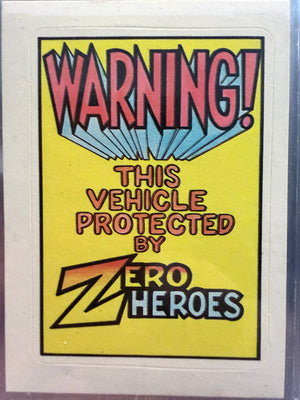 WARNING!
THIS
VEHICLE
PROTECTED
BY
ZERO
HEROES